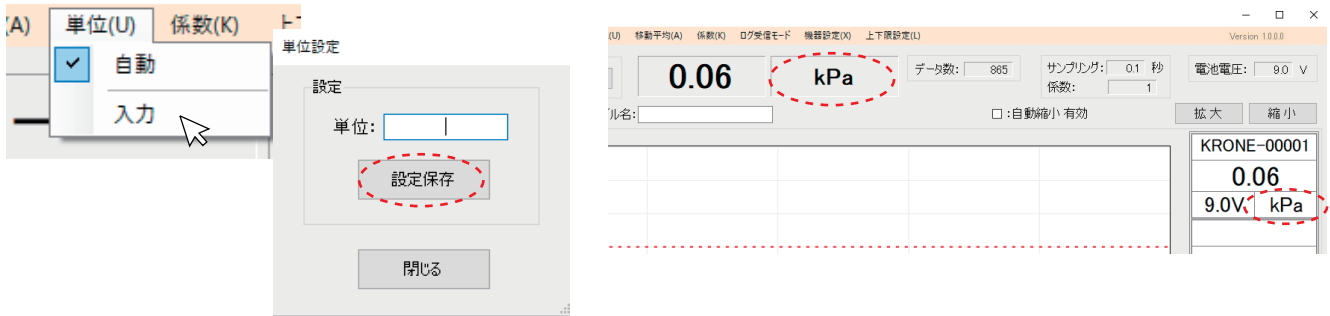 (A) 単位(U) 係数(K)
自動
入力
単位設定
設定
単位:
設定保存
閉じる
(U) 移動平均(A) 係数(K) ログ受信モード 機器設定(X) 上下限設定(L)
Version 1.0.0.0
0.06 kPa データ数: 865 サンプリング: 0.1 秒 電池電圧: 9.0 V
係数: 1
ル名: □:自動縮小 有効 拡大 縮小
KRONE-00001
0.06
9.0V kPa